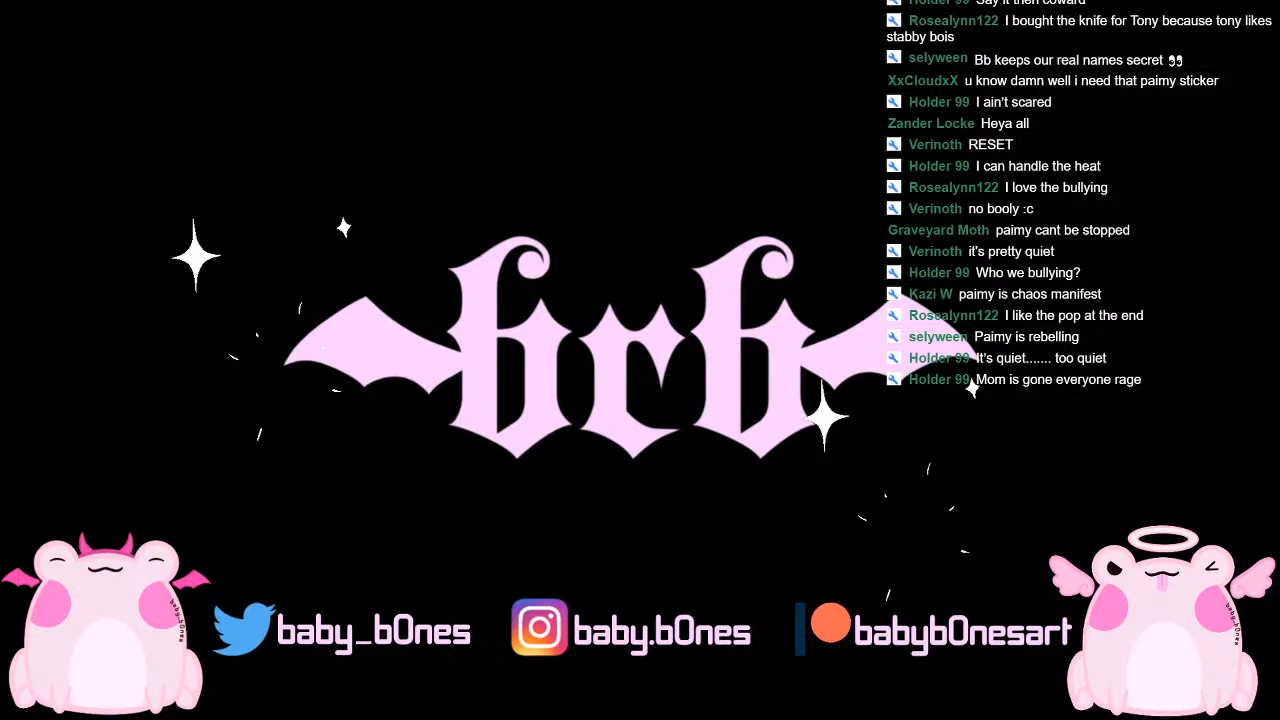 Holder 99 Say it then coward
Rosealynn122 I bought the knife for Tony because tony likes
stabby bois
selyween Bb keeps our real names secret 👀
XxCloudxX u know damn well i need that paimy sticker
Holder 99 I ain't scared
Zander Locke Heya all
Verinoth RESET
Holder 99 I can handle the heat
Rosealynn122 I love the bullying
Verinoth no booly :c
Graveyard Moth paimy cant be stopped
Verinoth it's pretty quiet
Holder 99 Who we bullying?
Kazi W paimy is chaos manifest
Rosealynn122 I like the pop at the end
selyween Paimy is rebelling
Holder 99 It's quiet....... too quiet
Holder 99 Mom is gone everyone rage
brb
baby_b0nes
baby.b0nes
babyb0nesart
baby_b0nes
baby_b0nes